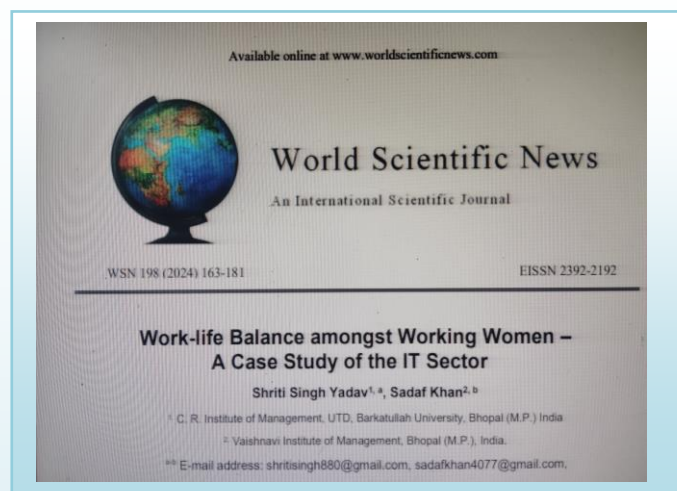 Available online at www.worldscientificnews.com
World Scientific News
An International Scientific Journal
WSN 198 (2024) 163-181
EISSN 2392-2192
Work-life Balance amongst Working Women –
A Case Study of the IT Sector
Shriti Singh Yadav1, a, Sadaf Khan2, b
1 C. R. Institute of Management, UTD, Barkatullah University, Bhopal (M.P.) India
2 Vaishnavi Institute of Management, Bhopal (M.P.), India.
a,b E-mail address: shritisingh880@gmail.com, sadafkhan4077@gmail.com,